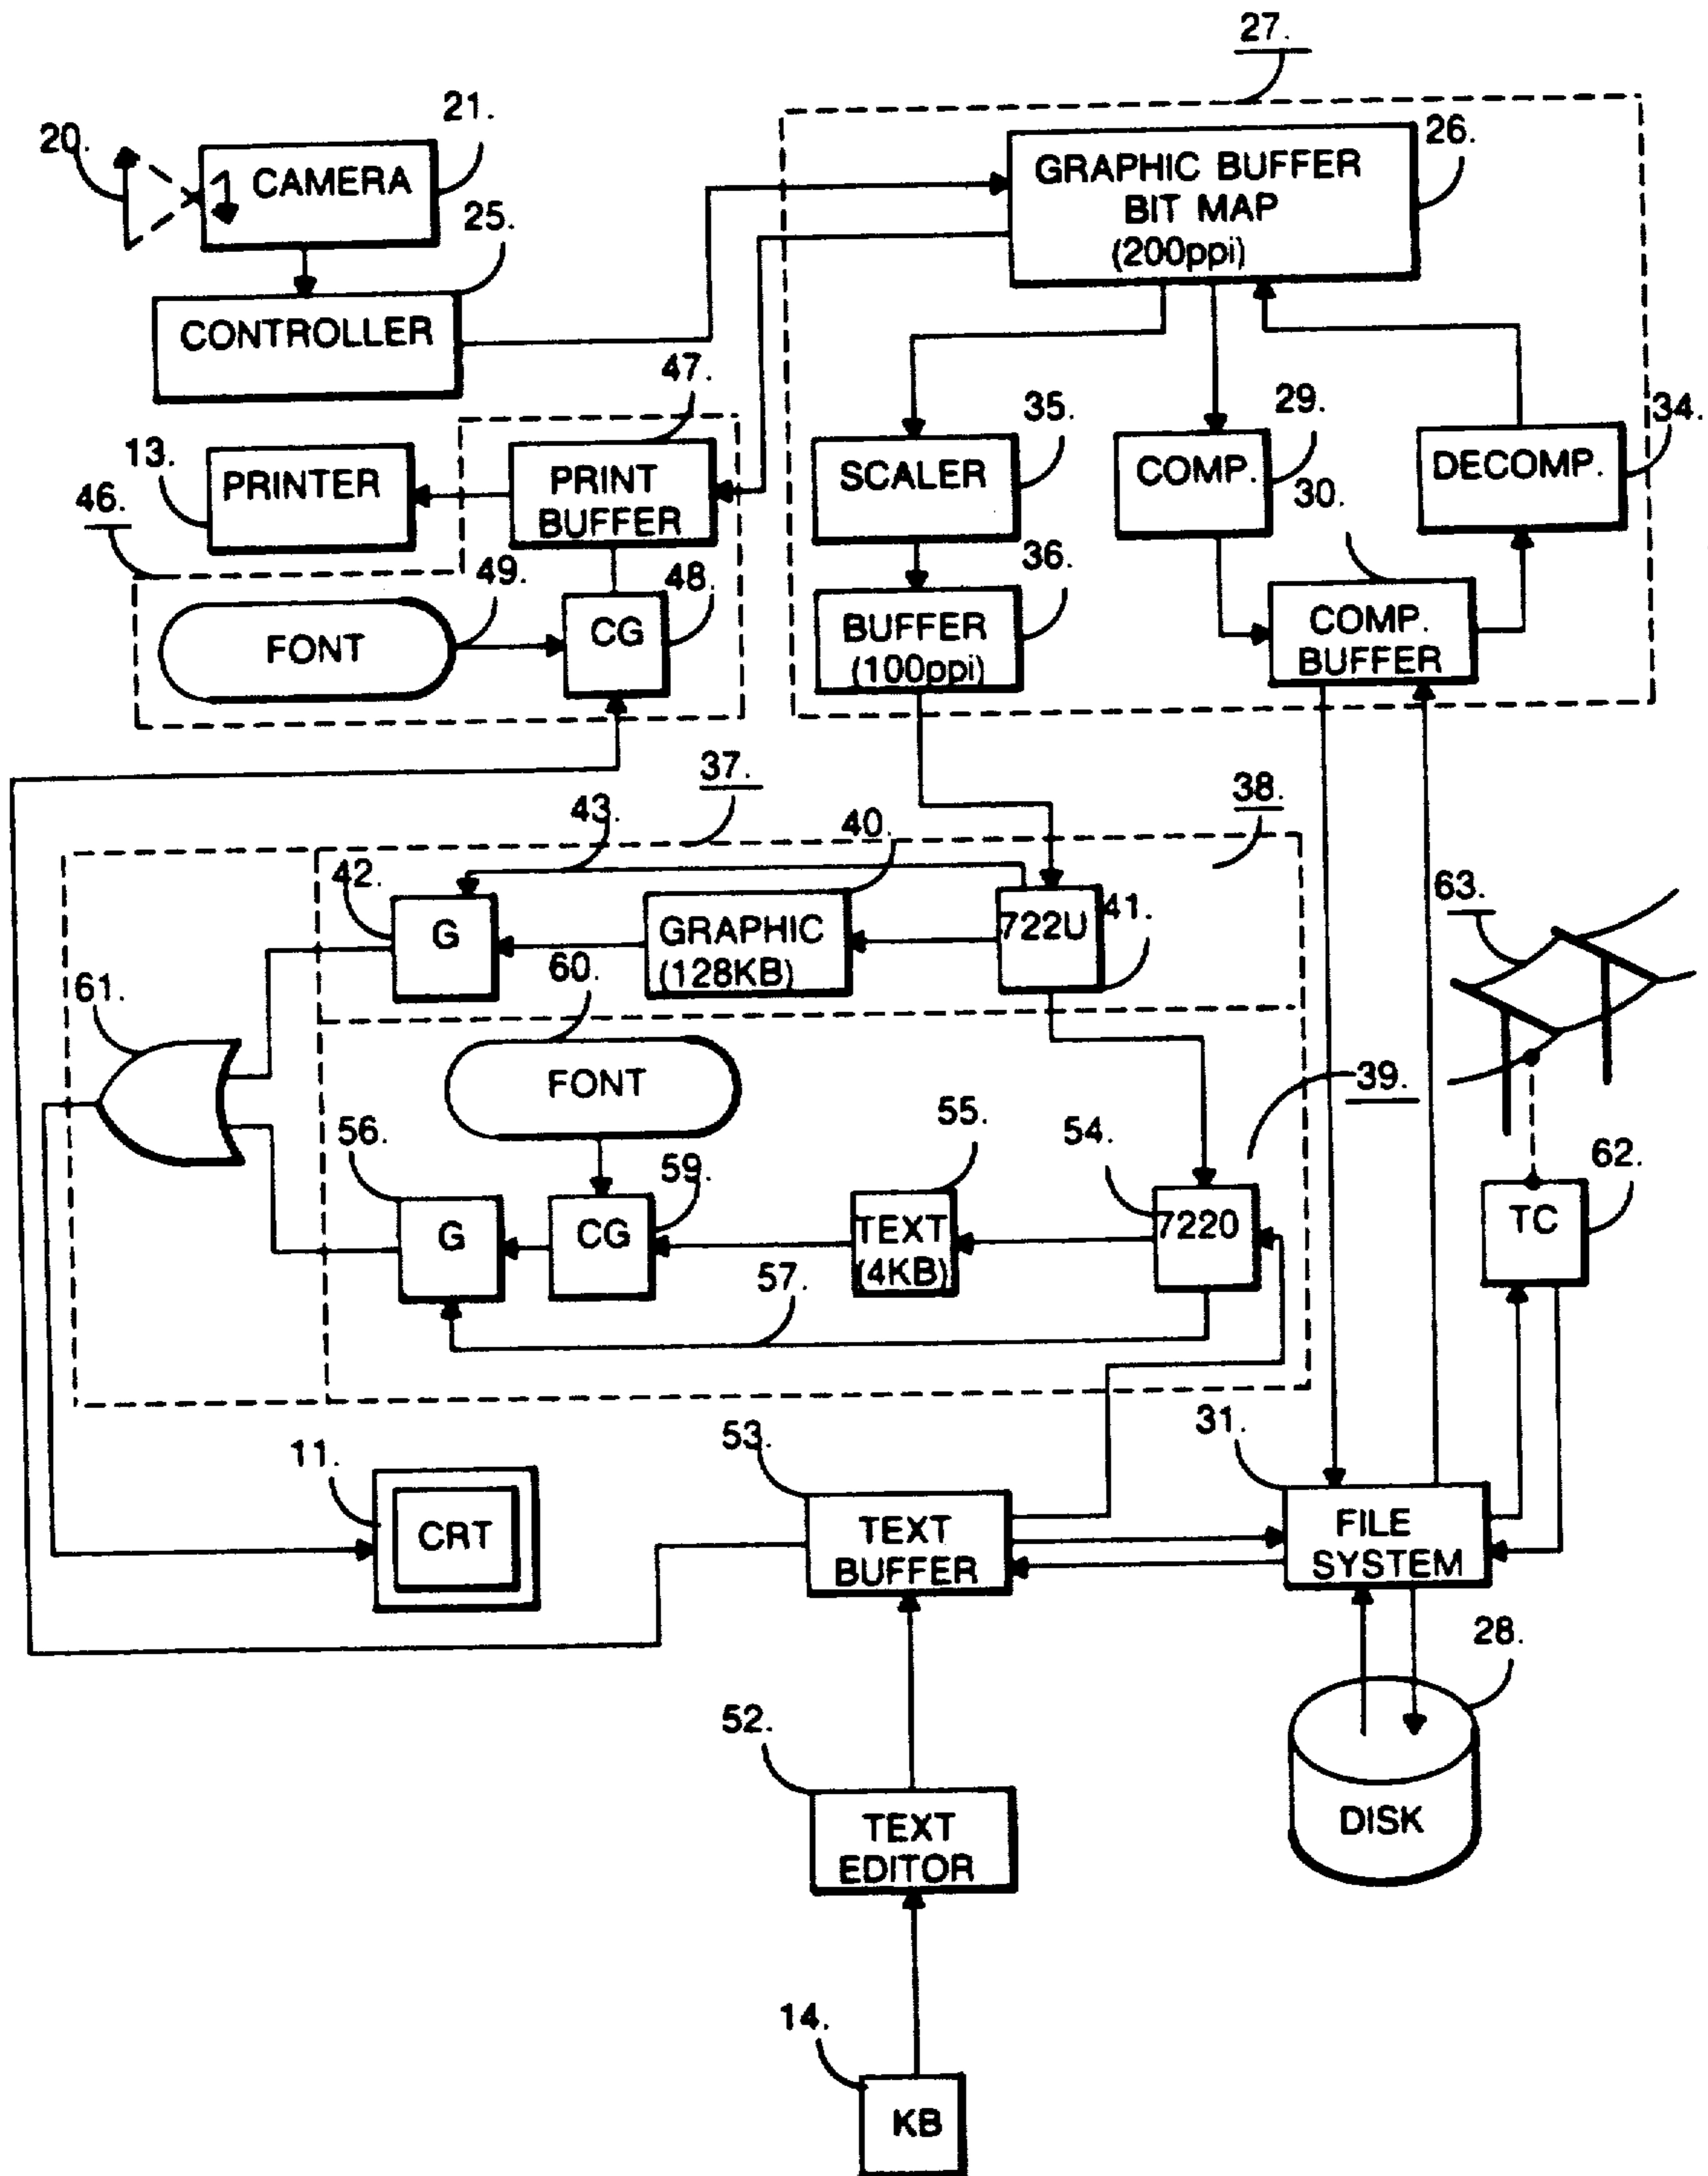 27.
20.
21.
CAMERA
26.
GRAPHIC BUFFER
BIT MAP
(200ppi)
25.
CONTROLLER
47.
13.
PRINTER
PRINT
BUFFER
46.
49.
48.
FONT
CG
35.
SCALER
29.
COMP.
34.
DECOMP.
30.
36.
BUFFER
(100ppi)
COMP.
BUFFER
37.
38.
43.
40.
42.
G
GRAPHIC
(128KB)
722U
41.
63.
60.
61.
FONT
39.
55.
54.
56.
59.
62.
G
CG
TEXT
(4KB)
7220
TC
57.
31.
53.
11.
CRT
TEXT
BUFFER
FILE
SYSTEM
28.
52.
TEXT
EDITOR
DISK
14.
KB